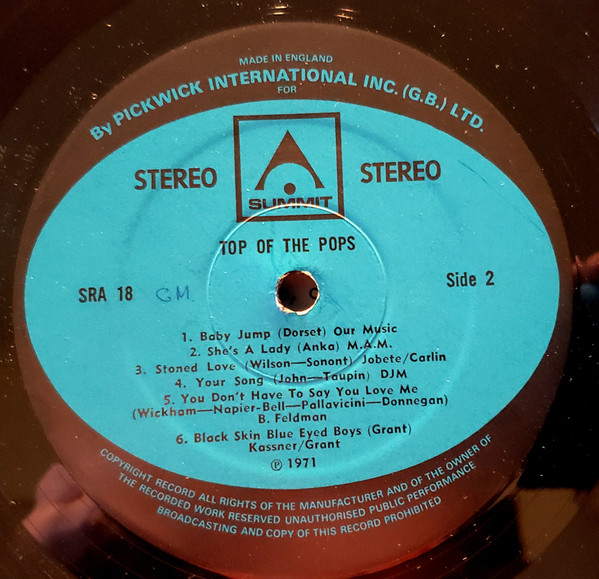 MADE IN ENGLAND
By PICKWICK INTERNATIONAL INC. (G.B.) LTD.
FOR
STEREO
SUMMIT
STEREO
TOP OF THE POPS
SRA 18
GM
Side 2
1. Baby Jump (Dorset) Our Music
2. She's A Lady (Anka) M.A.M.
3. Stoned Love (Wilson—Sonont) Jobete/Carlin
4. Your Song (John—Taupin) DJM
5. You Don't Have To Say You Love Me
(Wickham—Napier-Bell—Pallavicini—Donnegan)
B. Feldman
6. Black Skin Blue Eyed Boys (Grant)
Kassner/Grant
℗ 1971
COPYRIGHT RECORD ALL RIGHTS OF THE MANUFACTURER AND OF THE OWNER OF
THE RECORDED WORK RESERVED UNAUTHORISED PUBLIC PERFORMANCE
BROADCASTING AND COPY OF THIS RECORD PROHIBITED